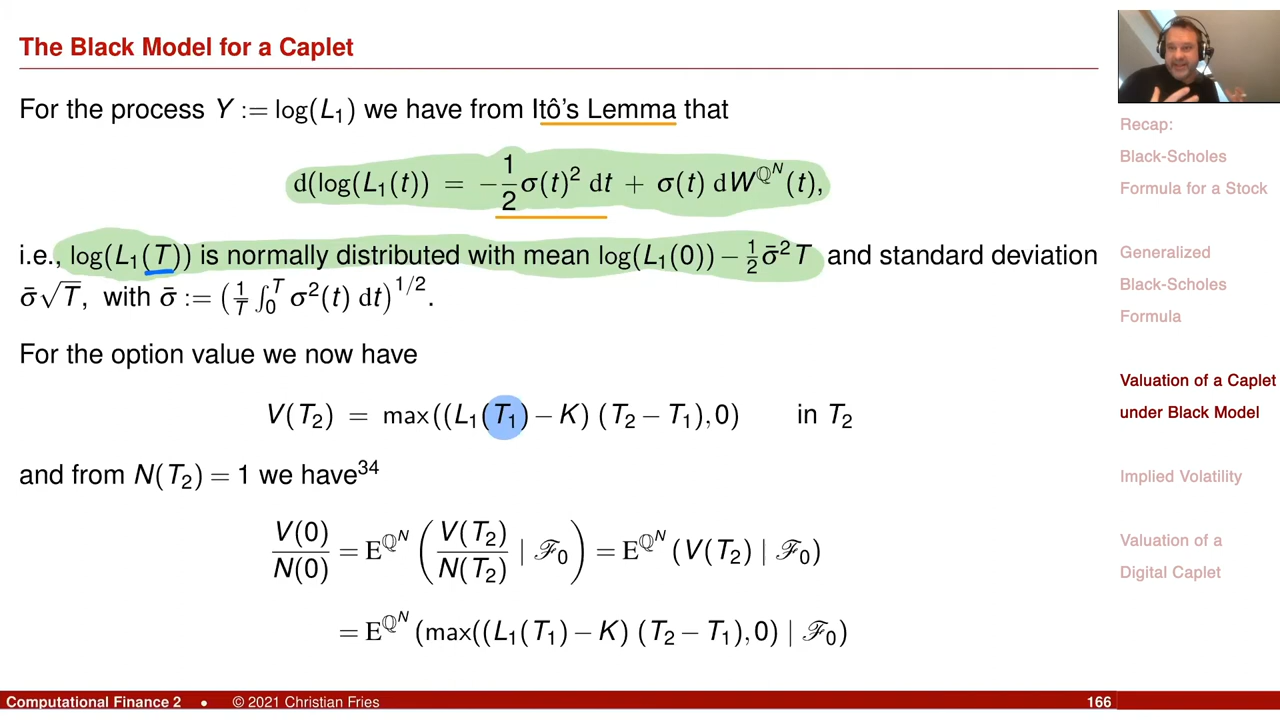 The Black Model for a Caplet
For the process Y := log(L₁) we have from Itô's Lemma that
d(log(L₁(t)) = −1/2 σ(t)² dt + σ(t) dW^{ℚ^N}(t),
i.e., log(L₁(T)) is normally distributed with mean log(L₁(0)) − 1/2 σ̄² T and standard deviation
σ̄√T, with σ̄ := (1/T ∫₀ᵀ σ²(t) dt)^{1/2}.
For the option value we now have
V(T₂) = max((L₁(T₁) − K) (T₂ − T₁), 0) in T₂
and from N(T₂) = 1 we have³⁴
V(0)/N(0) = E^{ℚ^N} (V(T₂)/N(T₂) | ℱ₀) = E^{ℚ^N} (V(T₂) | ℱ₀)
= E^{ℚ^N} (max((L₁(T₁) − K) (T₂ − T₁), 0) | ℱ₀)
Recap:
Black-Scholes
Formula for a Stock
Generalized
Black-Scholes
Formula
Valuation of a Caplet
under Black Model
Implied Volatility
Valuation of a
Digital Caplet
Computational Finance 2 • © 2021 Christian Fries 166